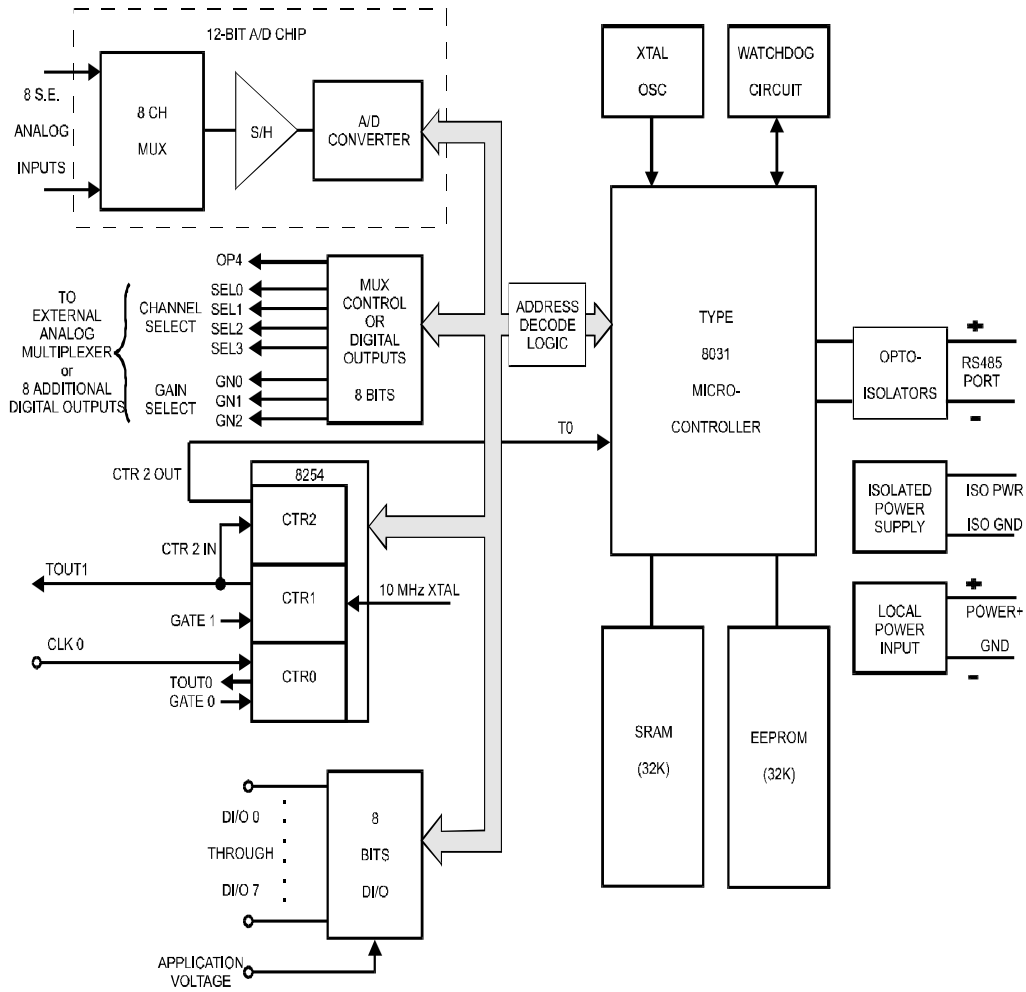 12-BIT A/D CHIP
8 S.E.
ANALOG
INPUTS
8 CH
MUX
S/H
A/D
CONVERTER
XTAL
OSC
WATCHDOG
CIRCUIT
TO
EXTERNAL
ANALOG
MULTIPLEXER
or
8 ADDITIONAL
DIGITAL OUTPUTS
CHANNEL
SELECT
GAIN
SELECT
OP4
SEL0
SEL1
SEL2
SEL3
GN0
GN1
GN2
MUX
CONTROL
OR
DIGITAL
OUTPUTS
8 BITS
ADDRESS
DECODE
LOGIC
TYPE
8031
MICRO-
CONTROLLER
OPTO-
ISOLATORS
+
RS485
PORT
-
T0
CTR 2 OUT
8254
CTR2
CTR 2 IN
TOUT1
CTR1
10 MHz XTAL
GATE 1
CLK 0
CTR0
TOUT0
GATE 0
ISOLATED
POWER
SUPPLY
ISO PWR
ISO GND
LOCAL
POWER
INPUT
+
POWER+
GND
-
SRAM
(32K)
EEPROM
(32K)
DI/O 0
THROUGH
DI/O 7
8
BITS
DI/O
APPLICATION
VOLTAGE